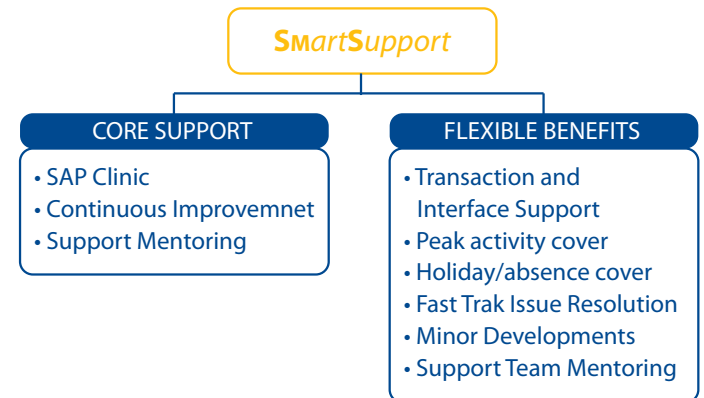 SMartSupport
CORE SUPPORT
• SAP Clinic
• Continuous Improvemnet
• Support Mentoring
FLEXIBLE BENEFITS
• Transaction and
Interface Support
• Peak activity cover
• Holiday/absence cover
• Fast Trak Issue Resolution
• Minor Developments
• Support Team Mentoring